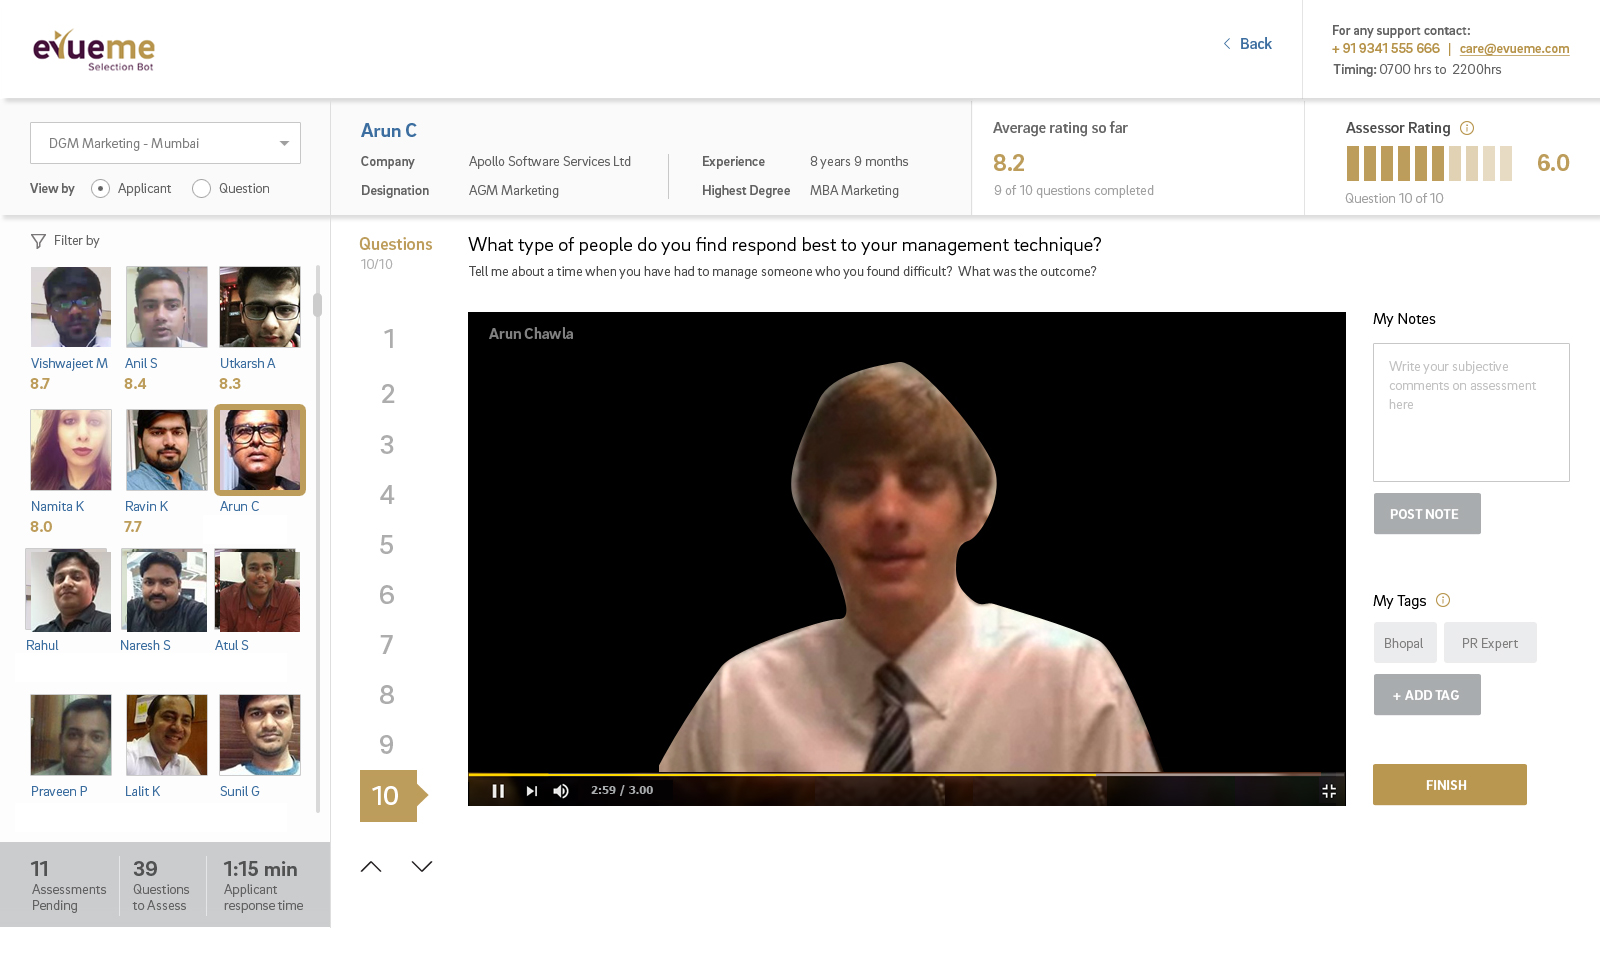 evueme
Selection Bot
Back
For any support contact:
+ 91 9341 555 666 | care@evueme.com
Timing: 0700 hrs to 2200hrs
DGM Marketing - Mumbai
View by Applicant Question
Arun C
Company Apollo Software Services Ltd
Designation AGM Marketing
Experience 8 years 9 months
Highest Degree MBA Marketing
Average rating so far
8.2
9 of 10 questions completed
Assessor Rating
6.0
Question 10 of 10
Filter by
Vishwajeet M Anil S Utkarsh A
8.7 8.4 8.3
Namita K Ravin K Arun C
8.0 7.7
Rahul Naresh S Atul S
Praveen P Lalit K Sunil G
11 39 1:15 min
Assessments Questions Applicant
Pending to Assess response time
Questions
10/10
1
2
3
4
5
6
7
8
9
10
What type of people do you find respond best to your management technique?
Tell me about a time when you have had to manage someone who you found difficult? What was the outcome?
Arun Chawla
2:59 / 3.00
My Notes
Write your subjective
comments on assessment
here
POST NOTE
My Tags
Bhopal PR Expert
+ ADD TAG
FINISH